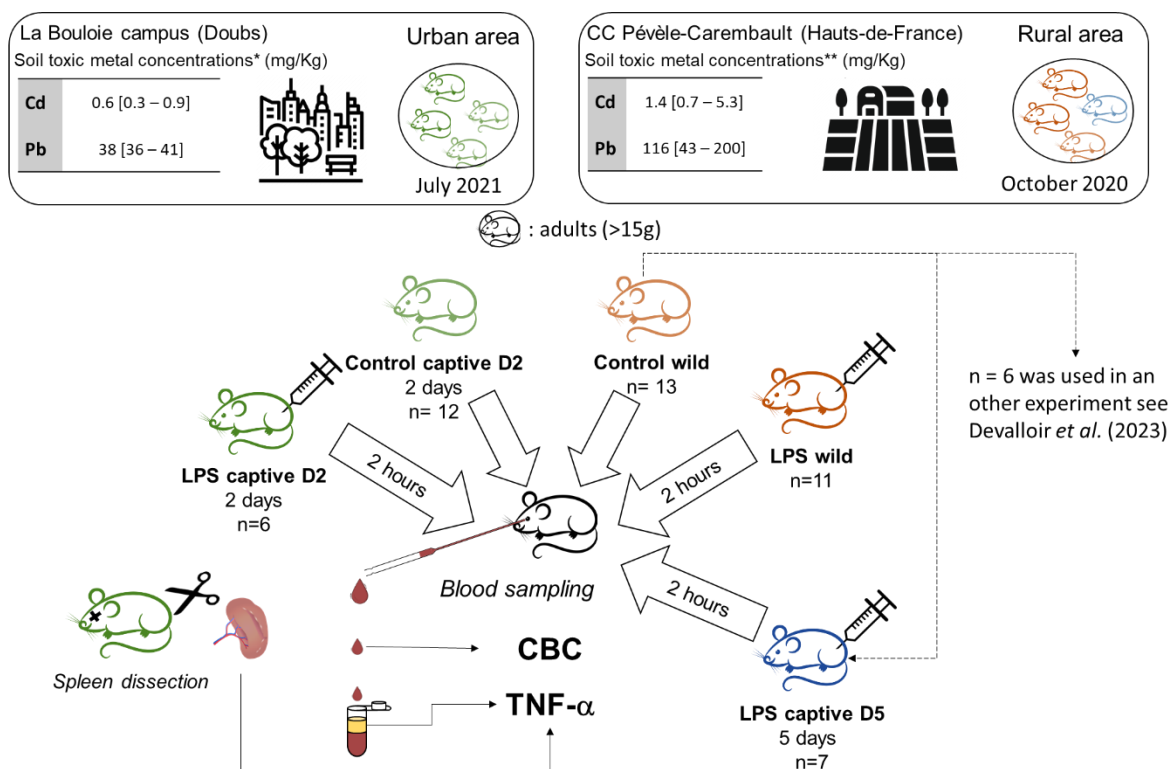 La Bouloie campus (Doubs)
Urban area
Soil toxic metal concentrations* (mg/Kg)
Cd 0.6 [0.3 – 0.9]
Pb 38 [36 – 41]
July 2021
CC Pévèle-Carembault (Hauts-de-France)
Rural area
Soil toxic metal concentrations** (mg/Kg)
Cd 1.4 [0.7 – 5.3]
Pb 116 [43 – 200]
October 2020
: adults (>15g)
Control captive D2
2 days
n= 12
Control wild
n= 13
n = 6 was used in an
other experiment see
Devalloir et al. (2023)
LPS captive D2
2 days
n=6
2 hours
LPS wild
n=11
2 hours
Blood sampling
2 hours
LPS captive D5
5 days
n=7
Spleen dissection
CBC
TNF-α